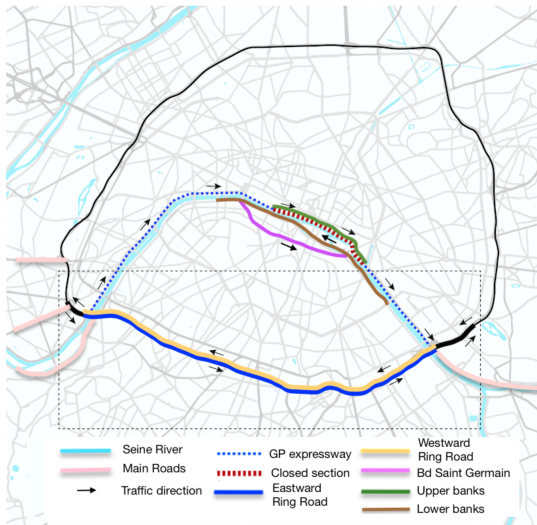 Seine River
Main Roads
Traffic direction
GP expressway
Closed section
Eastward
Ring Road
Westward
Ring Road
Bd Saint Germain
Upper banks
Lower banks